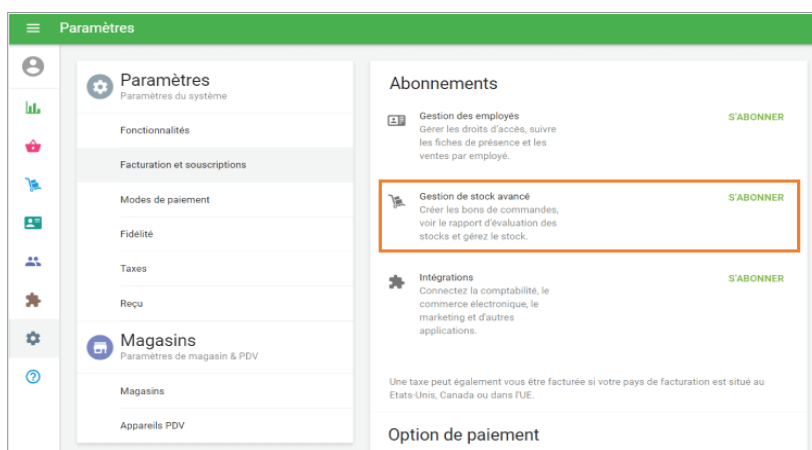 Paramètres
Paramètres
Paramètres du système
Fonctionnalités
Facturation et souscriptions
Modes de paiement
Fidélité
Taxes
Reçu
Magasins
Paramètres de magasin & PDV
Magasins
Appareils PDV
Abonnements
Gestion des employés
S'ABONNER
Gérer les droits d'accès, suivre
les fiches de présence et les
ventes par employé.
Gestion de stock avancé
S'ABONNER
Créer les bons de commandes,
voir le rapport d'évaluation des
stocks et gérez le stock.
Intégrations
S'ABONNER
Connectez la comptabilité, le
commerce électronique, le
marketing et d'autres
applications.
Une taxe peut également vous être facturée si votre pays de facturation est situé au
Etats-Unis, Canada ou dans l'UE.
Option de paiement